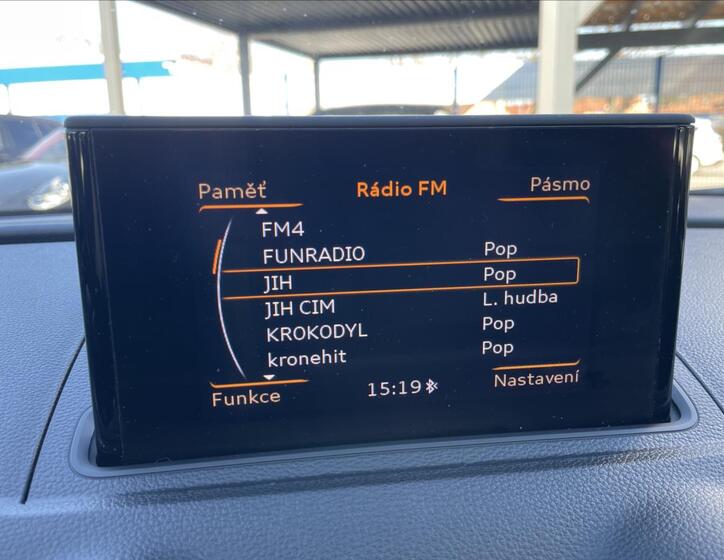 Paměť Rádio FM Pásmo
FM4
FUNRADIO Pop
JIH Pop
JIH CIM L. hudba
KROKODYL Pop
kronehit Pop
Funkce 15:19 Nastavení